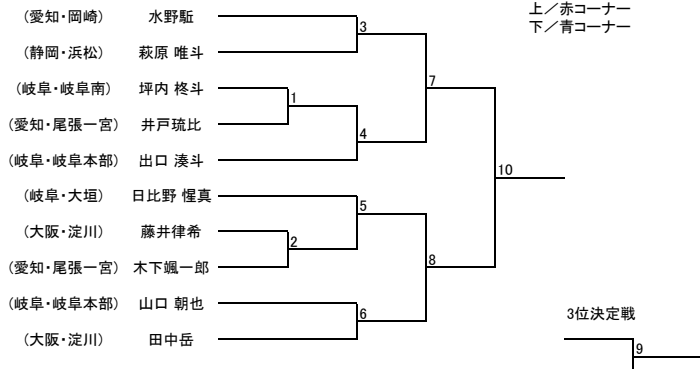 上／赤コーナー
下／青コーナー
（愛知・岡崎） 水野駈
（静岡・浜松） 萩原 唯斗
（岐阜・岐阜南） 坪内 柊斗
（愛知・尾張一宮） 井戸琉比
（岐阜・岐阜本部） 出口 湊斗
（岐阜・大垣） 日比野 惺真
（大阪・淀川） 藤井律希
（愛知・尾張一宮） 木下颯一郎
（岐阜・岐阜本部） 山口 朝也
（大阪・淀川） 田中岳
3
1
4
7
5
2
6
8
10
3位決定戦
9